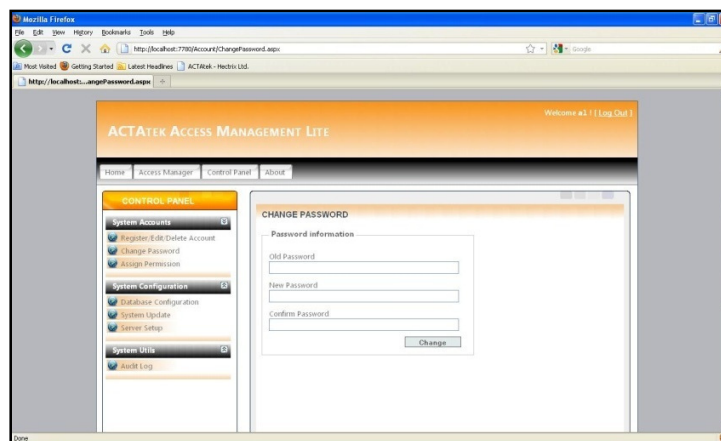 Mozilla Firefox
File Edit View History Bookmarks Tools Help
http://localhost:7780/Account/ChangePassword.aspx
Google
Most Visited Getting Started Latest Headlines ACTAtek - Hectrix Ltd.
http://localhost:...angePassword.aspx
Welcome a1 ! [ Log Out ]
ACTATEK ACCESS MANAGEMENT LITE
Home Access Manager Control Panel About
CONTROL PANEL
System Accounts
Register/Edit/Delete Account
Change Password
Assign Permission
System Configuration
Database Configuration
System Update
Server Setup
System Utils
Audit Log
CHANGE PASSWORD
Password information
Old Password
New Password
Confirm Password
Change
Done